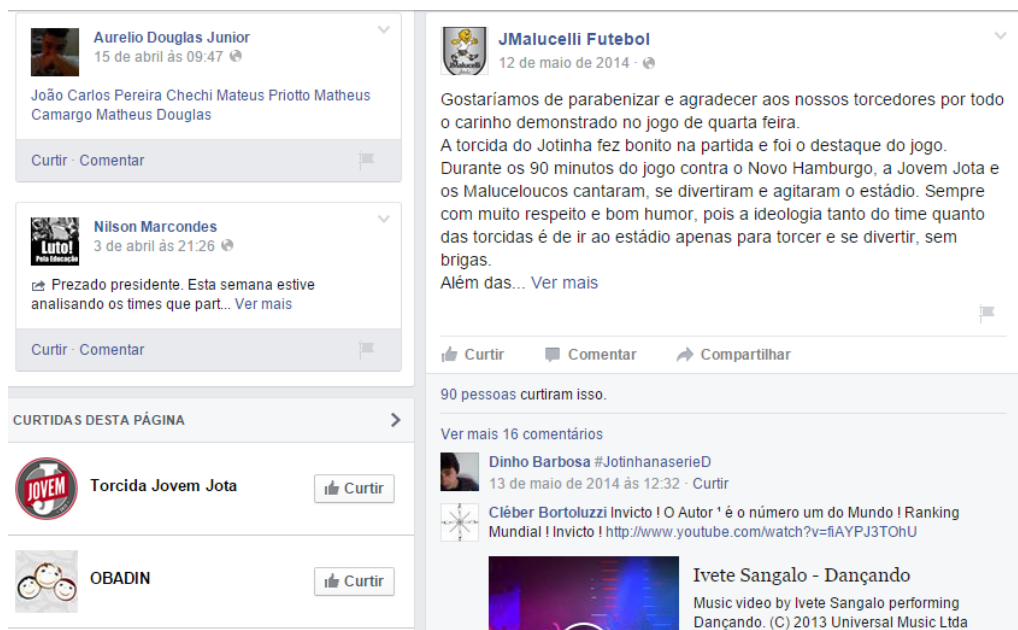 Aurelio Douglas Junior
15 de abril às 09:47
João Carlos Pereira Chechi Mateus Priotto Matheus
Camargo Matheus Douglas
Curtir · Comentar
Luto!
Pela Educação
Nilson Marcondes
3 de abril às 21:26
Prezado presidente. Esta semana estive
analisando os times que part... Ver mais
Curtir · Comentar
CURTIDAS DESTA PÁGINA
JOVEM
Torcida Jovem Jota
Curtir
OBADIN
Curtir
JMalucelli
JMalucelli Futebol
12 de maio de 2014 ·
Gostaríamos de parabenizar e agradecer aos nossos torcedores por todo
o carinho demonstrado no jogo de quarta feira.
A torcida do Jotinha fez bonito na partida e foi o destaque do jogo.
Durante os 90 minutos do jogo contra o Novo Hamburgo, a Jovem Jota e
os Maluceloucos cantaram, se divertiram e agitaram o estádio. Sempre
com muito respeito e bom humor, pois a ideologia tanto do time quanto
das torcidas é de ir ao estádio apenas para torcer e se divertir, sem
brigas.
Além das... Ver mais
Curtir Comentar Compartilhar
90 pessoas curtiram isso.
Ver mais 16 comentários
Dinho Barbosa #JotinhanaserieD
13 de maio de 2014 às 12:32 · Curtir
Cléber Bortoluzzi Invicto ! O Autor ¹ é o número um do Mundo ! Ranking
Mundial ! Invicto ! http://www.youtube.com/watch?v=fiAYPJ3TOhU
Ivete Sangalo - Dançando
Music video by Ivete Sangalo performing
Dançando. (C) 2013 Universal Music Ltda